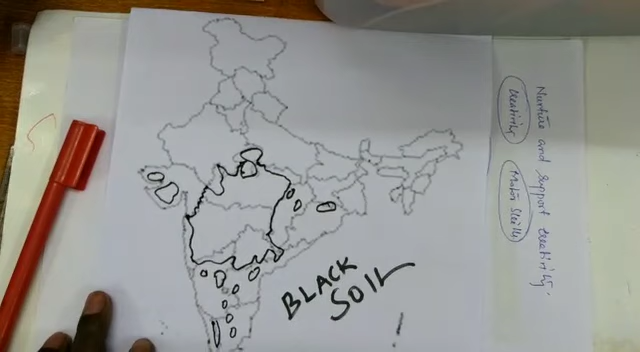 BLACK
SOIL
Nurture and support creativity.
creativity
Motor skills